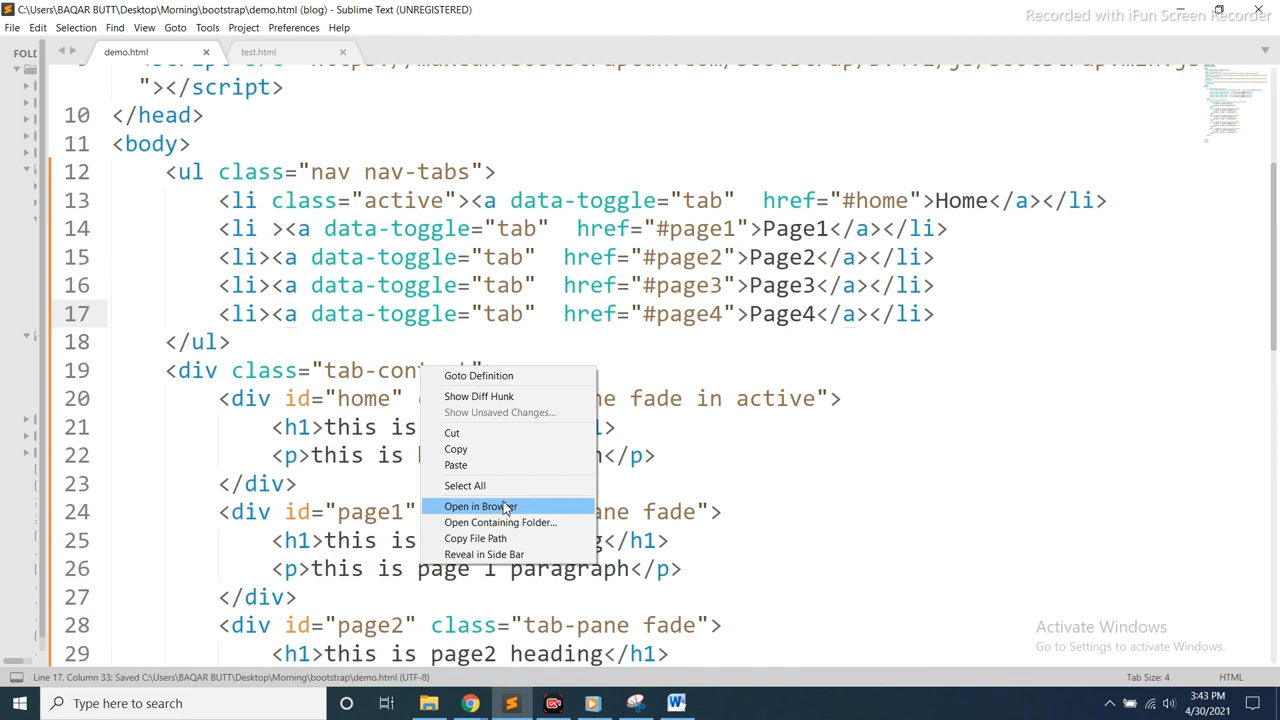 C:\Users\BAQAR BUTT\Desktop\Morning\bootstrap\demo.html (blog) - Sublime Text (UNREGISTERED)
Recorded with iFun Screen Recorder
File Edit Selection Find View Goto Tools Project Preferences Help
FOLD
demo.html
test.html
"></script>
10 </head>
11 <body>
12 <ul class="nav nav-tabs">
13 <li class="active"><a data-toggle="tab" href="#home">Home</a></li>
14 <li ><a data-toggle="tab" href="#page1">Page1</a></li>
15 <li><a data-toggle="tab" href="#page2">Page2</a></li>
16 <li><a data-toggle="tab" href="#page3">Page3</a></li>
17 <li><a data-toggle="tab" href="#page4">Page4</a></li>
18 </ul>
19 <div class="tab-con
20 <div id="home" ne fade in active">
21 <h1>this is 1>
22 <p>this is h</p>
23 </div>
24 <div id="page1" ane fade">
25 <h1>this is g</h1>
26 <p>this is page 1 paragraph</p>
27 </div>
28 <div id="page2" class="tab-pane fade">
29 <h1>this is page2 heading</h1>
Goto Definition
Show Diff Hunk
Show Unsaved Changes...
Cut
Copy
Paste
Select All
Open in Browser
Open Containing Folder...
Copy File Path
Reveal in Side Bar
Activate Windows
Go to Settings to activate Windows.
Line 17, Column 33; Saved C:\Users\BAQAR BUTT\Desktop\Morning\bootstrap\demo.html (UTF-8)
Tab Size: 4
HTML
Type here to search
3:43 PM
4/30/2021